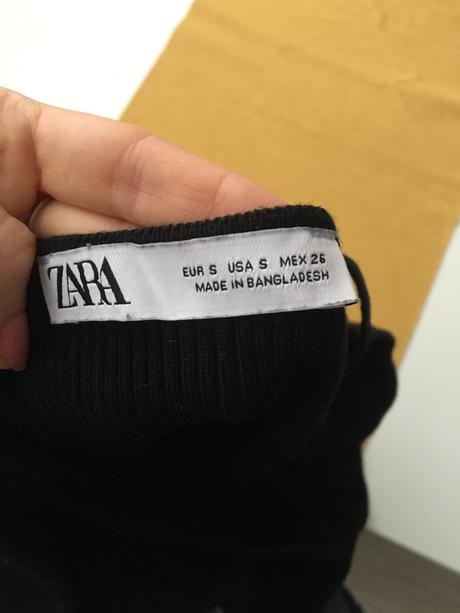 ZARA
EUR S USA S MEX 26
MADE IN BANGLADESH